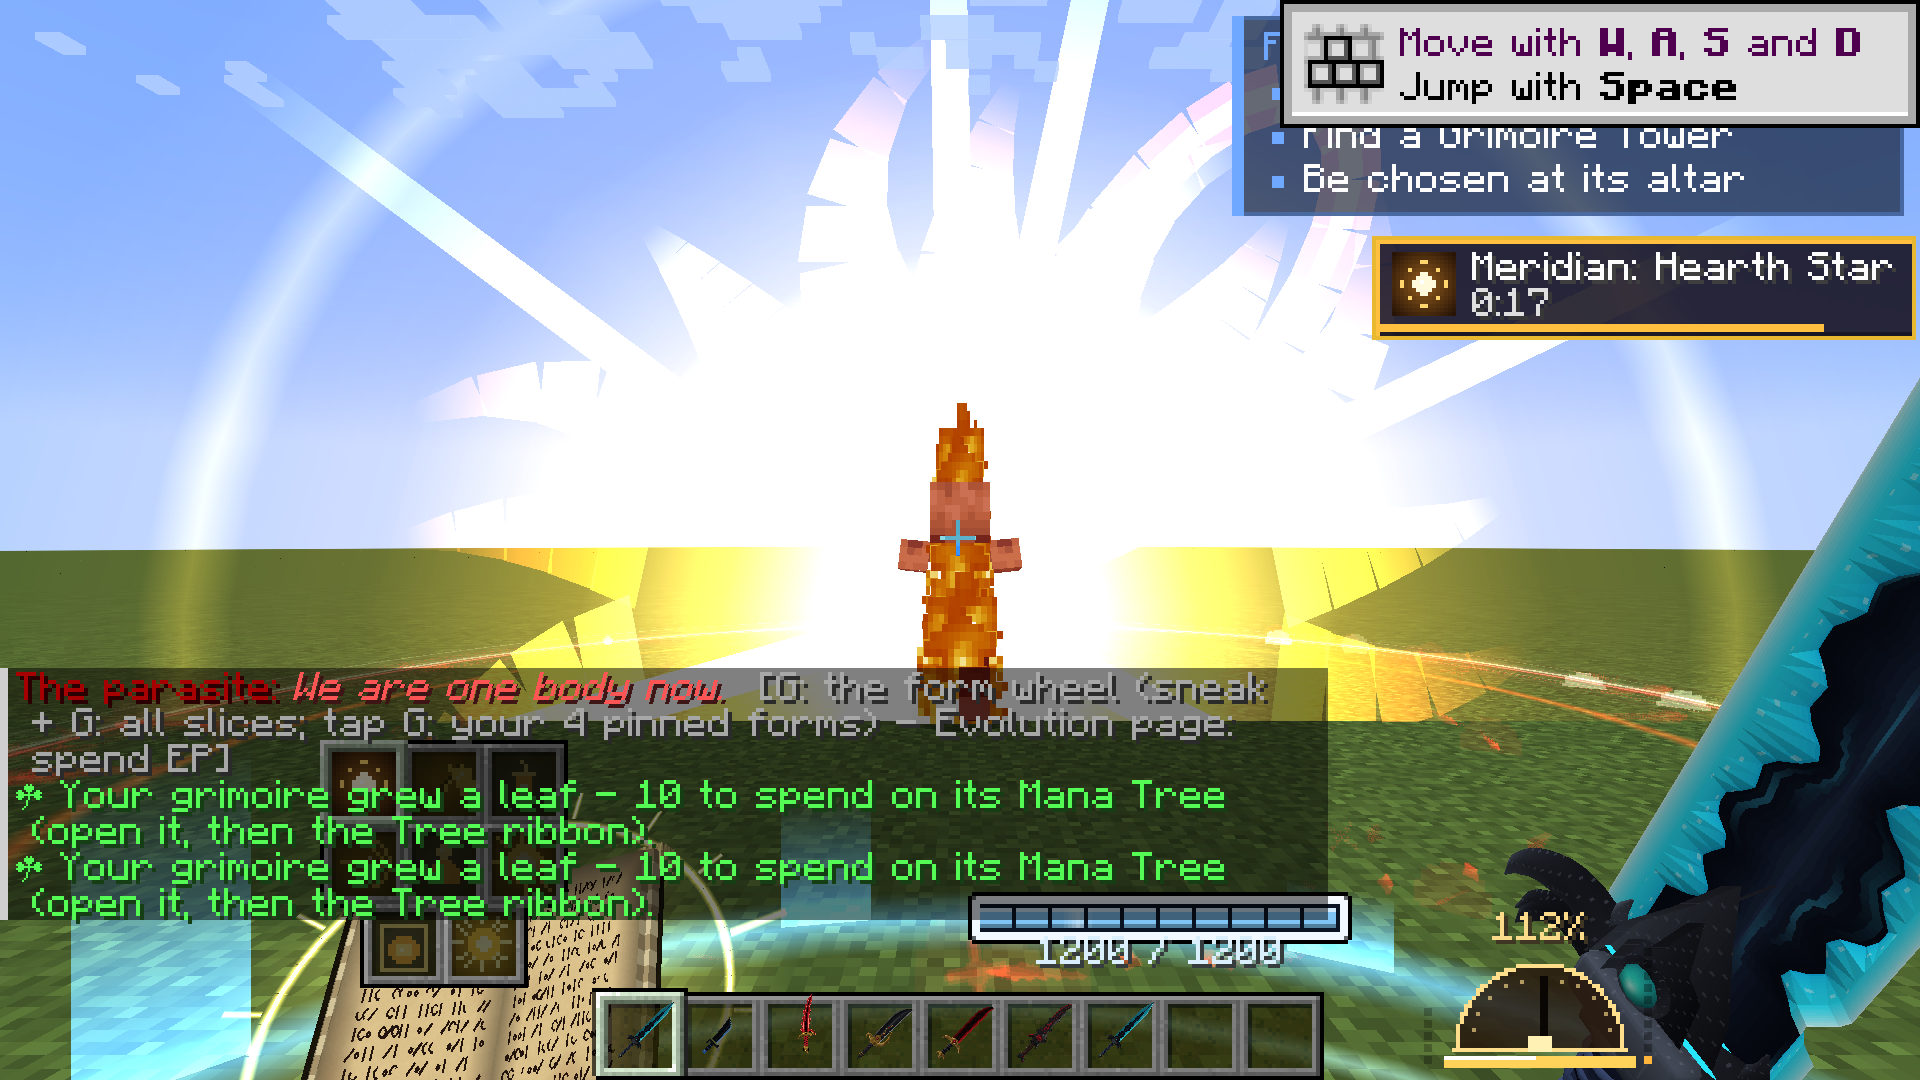 Move with W, A, S and D
Jump with Space
F
Find a Grimoire Tower
Be chosen at its altar
Meridian: Hearth Star
0:17
The parasite: We are one body now. [G: the form wheel (sneak
+ G: all slices; tap G: your 4 pinned forms) - Evolution page:
spend EP]
☘ Your grimoire grew a leaf - 10 to spend on its Mana Tree
(open it, then the Tree ribbon).
☘ Your grimoire grew a leaf - 10 to spend on its Mana Tree
(open it, then the Tree ribbon).
1200 / 1200
112%